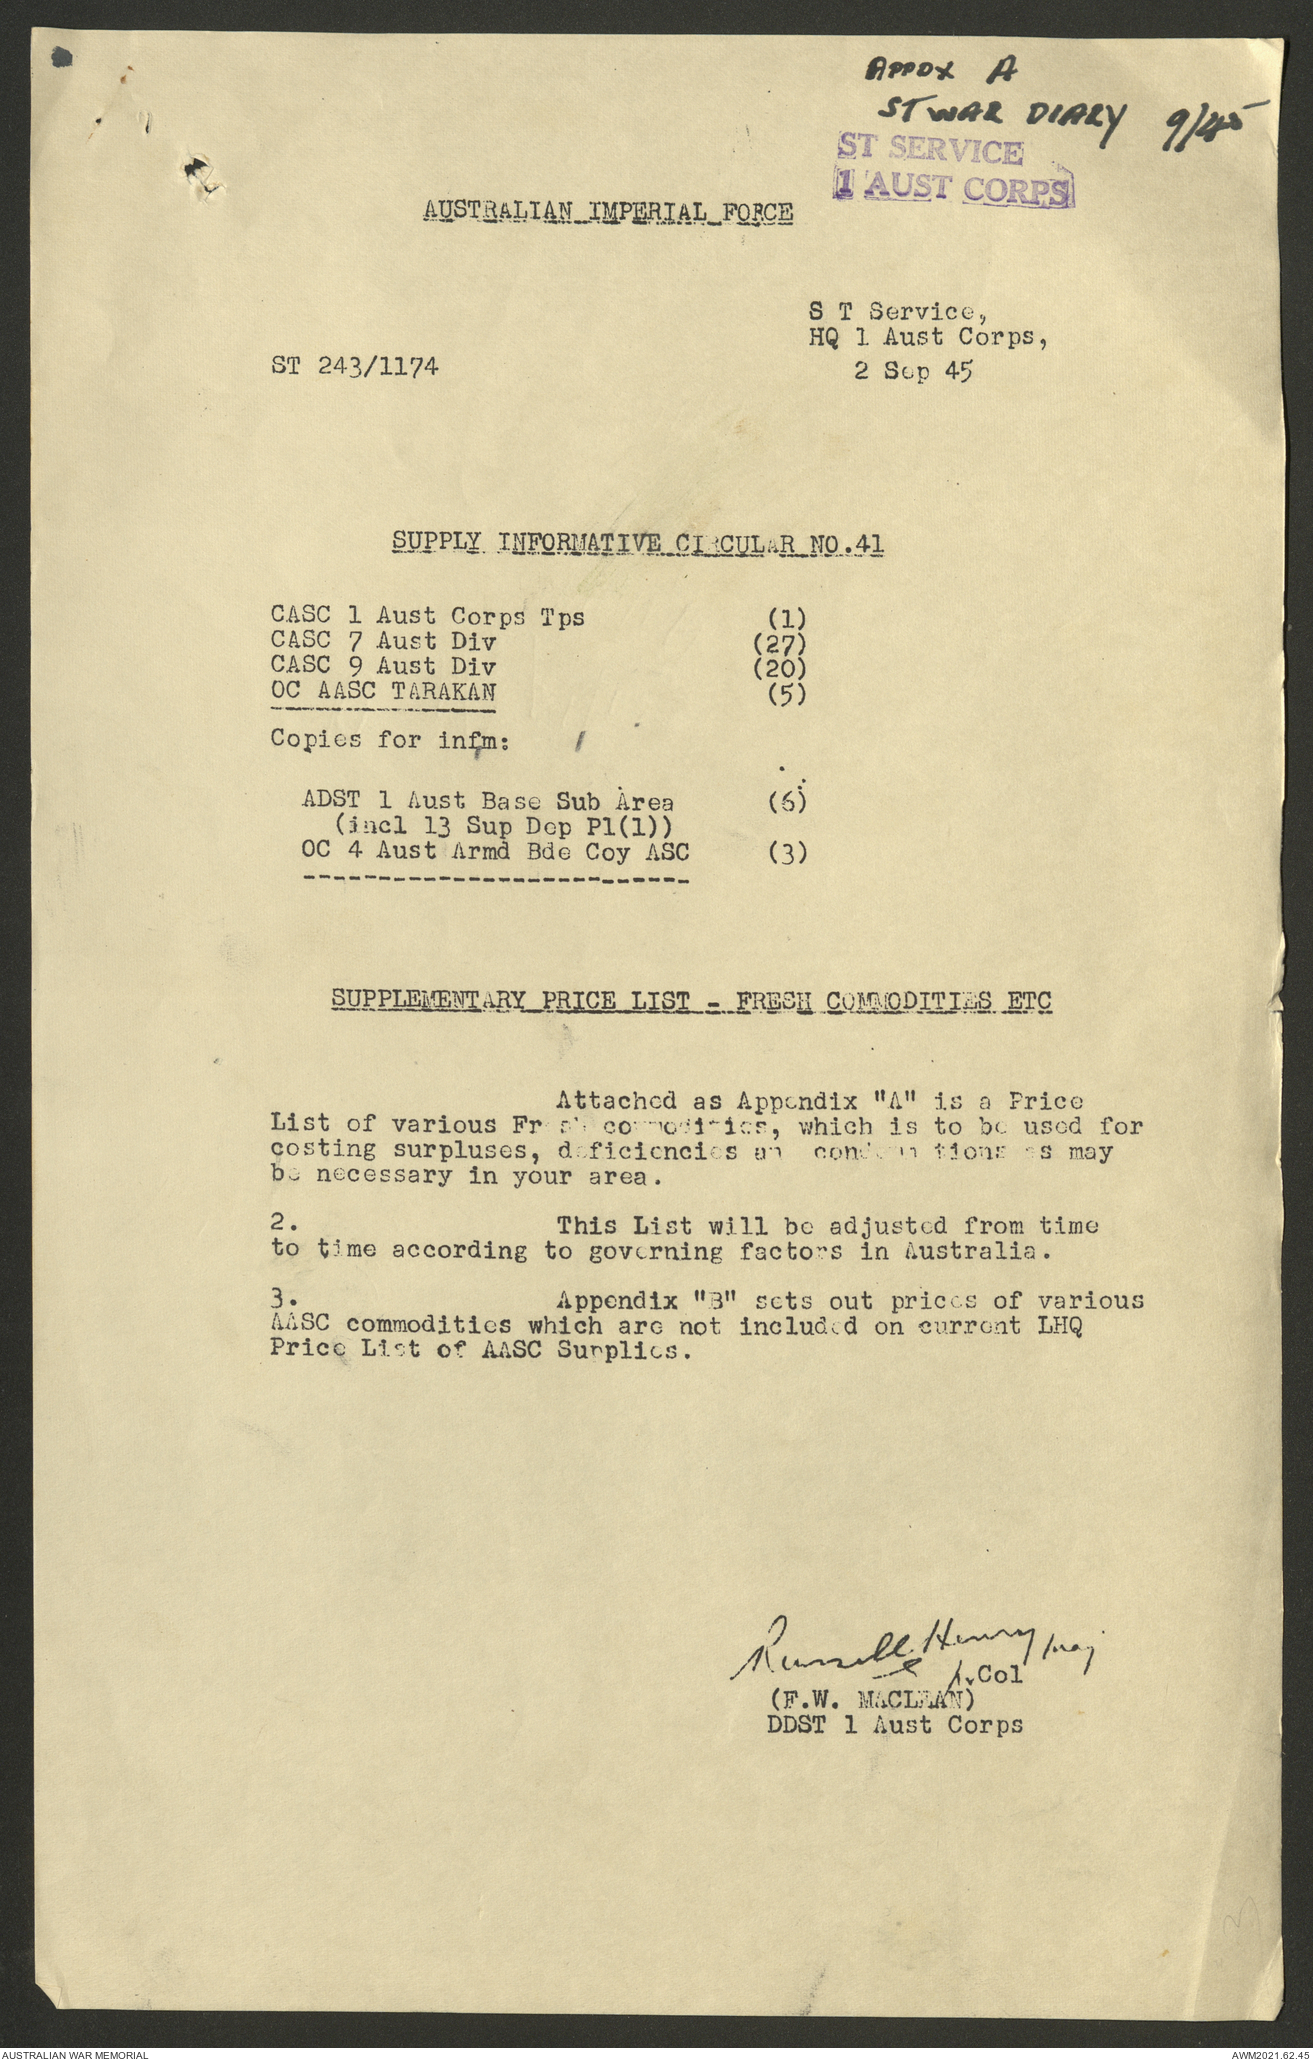 APPDX A
ST WAR DIARY 9/45
ST SERVICE
1 AUST CORPS
AUSTRALIAN IMPERIAL FORCE
S T Service,
HQ 1 Aust Corps,
ST 243/1174
2 Sep 45
SUPPLY INFORMATIVE CIRCULAR NO.41
CASC 1 Aust Corps Tps (1)
CASC 7 Aust Div (27)
CASC 9 Aust Div (20)
OC AASC TARAKAN (5)
Copies for infm:
ADST 1 Aust Base Sub Area (6)
(incl 13 Sup Dep Pl(1))
OC 4 Aust Armd Bde Coy ASC (3)
SUPPLEMENTARY PRICE LIST - FRESH COMMODITIES ETC
Attached as Appendix "A" is a Price
List of various Fresh commodities, which is to be used for
costing surpluses, deficiencies and condemnations as may
be necessary in your area.
2. This List will be adjusted from time
to time according to governing factors in Australia.
3. Appendix "B" sets out prices of various
AASC commodities which are not included on current LHQ
Price List of AASC Supplies.
Russell Henry Maj
Col
(F.W. MACLEAN)
DDST 1 Aust Corps
AUSTRALIAN WAR MEMORIAL
AWM2021.62.45